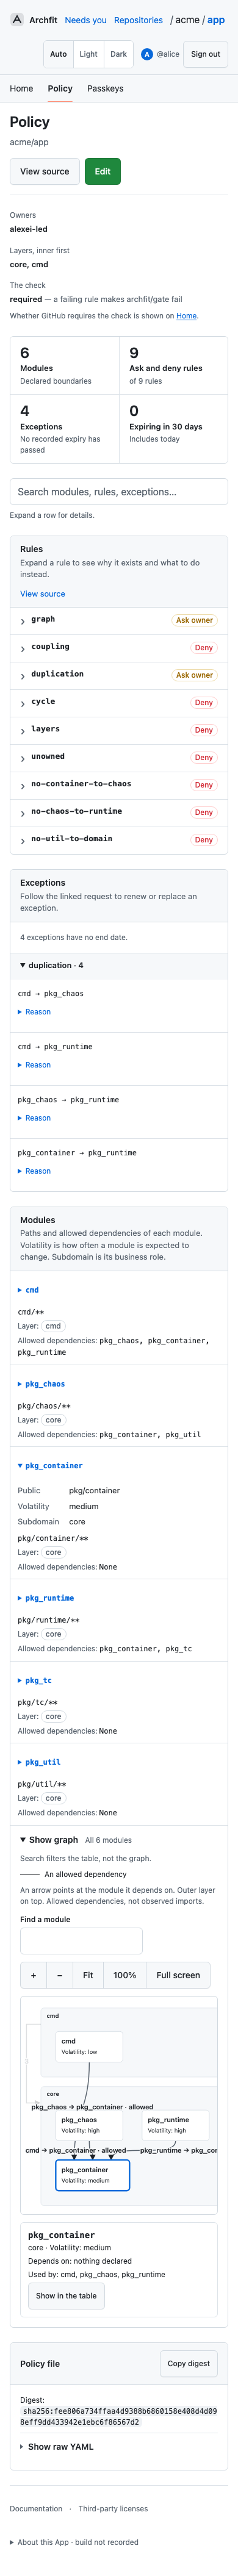 Archfit Needs you Repositories / acme / app
Auto Light Dark A @alice Sign out
Home Policy Passkeys
Policy
acme/app
View source Edit
Owners
alexei-led
Layers, inner first
core, cmd
The check
required — a failing rule makes archfit/gate fail
Whether GitHub requires the check is shown on Home.
6
Modules
Declared boundaries
9
Ask and deny rules
of 9 rules
4
Exceptions
No recorded expiry has
passed
0
Expiring in 30 days
Includes today
Search modules, rules, exceptions...
Expand a row for details.
Rules
Expand a rule to see why it exists and what to do
instead.
View source
graph Ask owner
coupling Deny
duplication Ask owner
cycle Deny
layers Deny
unowned Deny
no-container-to-chaos Deny
no-chaos-to-runtime Deny
no-util-to-domain Deny
Exceptions
Follow the linked request to renew or replace an
exception.
4 exceptions have no end date.
duplication · 4
cmd → pkg_chaos
Reason
cmd → pkg_runtime
Reason
pkg_chaos → pkg_runtime
Reason
pkg_container → pkg_runtime
Reason
Modules
Paths and allowed dependencies of each module.
Volatility is how often a module is expected to
change. Subdomain is its business role.
cmd
cmd/**
Layer: cmd
Allowed dependencies: pkg_chaos, pkg_container,
pkg_runtime
pkg_chaos
pkg/chaos/**
Layer: core
Allowed dependencies: pkg_container, pkg_util
pkg_container
Public pkg/container
Volatility medium
Subdomain core
pkg/container/**
Layer: core
Allowed dependencies: None
pkg_runtime
pkg/runtime/**
Layer: core
Allowed dependencies: pkg_container, pkg_tc
pkg_tc
pkg/tc/**
Layer: core
Allowed dependencies: None
pkg_util
pkg/util/**
Layer: core
Allowed dependencies: None
Show graph All 6 modules
Search filters the table, not the graph.
An allowed dependency
An arrow points at the module it depends on. Outer layer
on top. Allowed dependencies, not observed imports.
Find a module
+ − Fit 100% Full screen
cmd
cmd
Volatility: low
core
pkg_chaos → pkg_container · allowed
pkg_chaos
Volatility: high
pkg_runtime
Volatility: high
cmd → pkg_container · allowed
pkg_runtime → pkg_con
pkg_container
Volatility: medium
pkg_container
core · Volatility: medium
Depends on: nothing declared
Used by: cmd, pkg_chaos, pkg_runtime
Show in the table
Policy file Copy digest
Digest:
sha256:fee806a734ffaa4d9388b6860158e408d4d09
8eff9dd433942e1ebc6f86567d2
Show raw YAML
Documentation · Third-party licenses
About this App · build not recorded